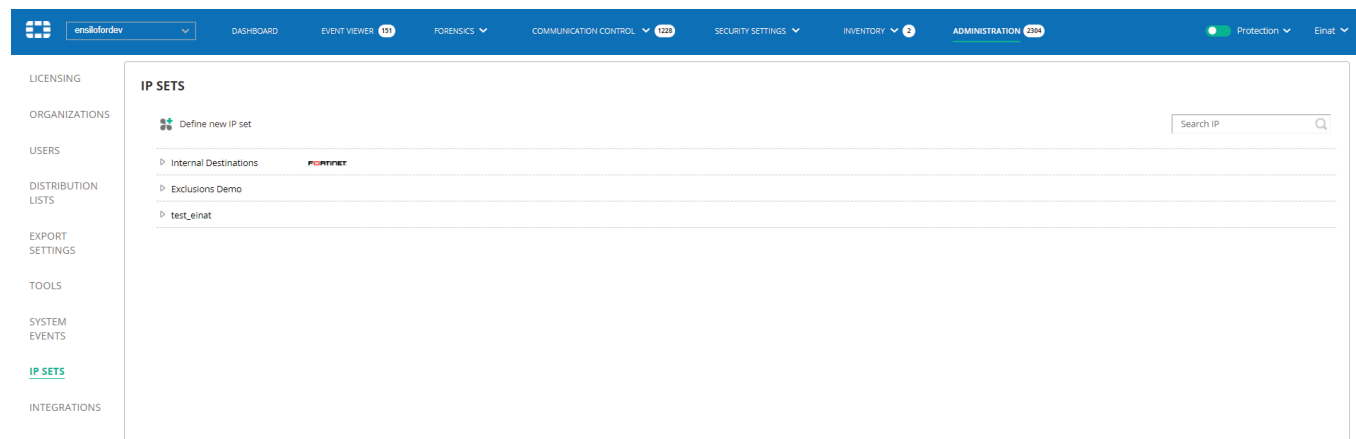 ensilofordev DASHBOARD EVENT VIEWER 151 FORENSICS COMMUNICATION CONTROL 1228 SECURITY SETTINGS INVENTORY 2 ADMINISTRATION 2304 Protection Einat
LICENSING
ORGANIZATIONS
USERS
DISTRIBUTION
LISTS
EXPORT
SETTINGS
TOOLS
SYSTEM
EVENTS
IP SETS
INTEGRATIONS
IP SETS
Define new IP set Search IP
Internal Destinations FORTINET
Exclusions Demo
test_einat